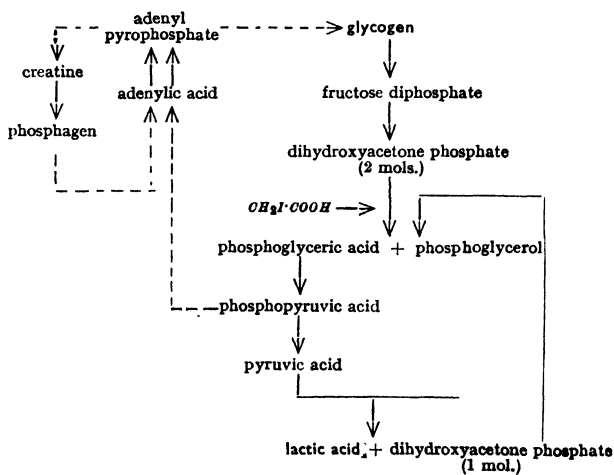 adenyl
pyrophosphate
glycogen
creatine
adenylic acid
fructose diphosphate
phosphagen
dihydroxyacetone phosphate
(2 mols.)
CH₂I·COOH
phosphoglyceric acid + phosphoglycerol
phosphopyruvic acid
pyruvic acid
lactic acid + dihydroxyacetone phosphate
(1 mol.)